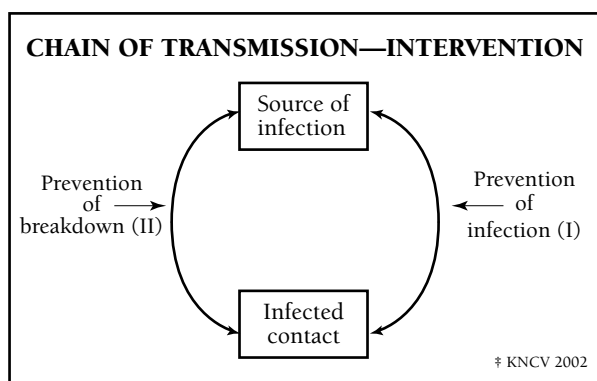 CHAIN OF TRANSMISSION—INTERVENTION
Source of
infection
Prevention
of
breakdown (II)
Prevention
of
infection (I)
Infected
contact
‡ KNCV 2002